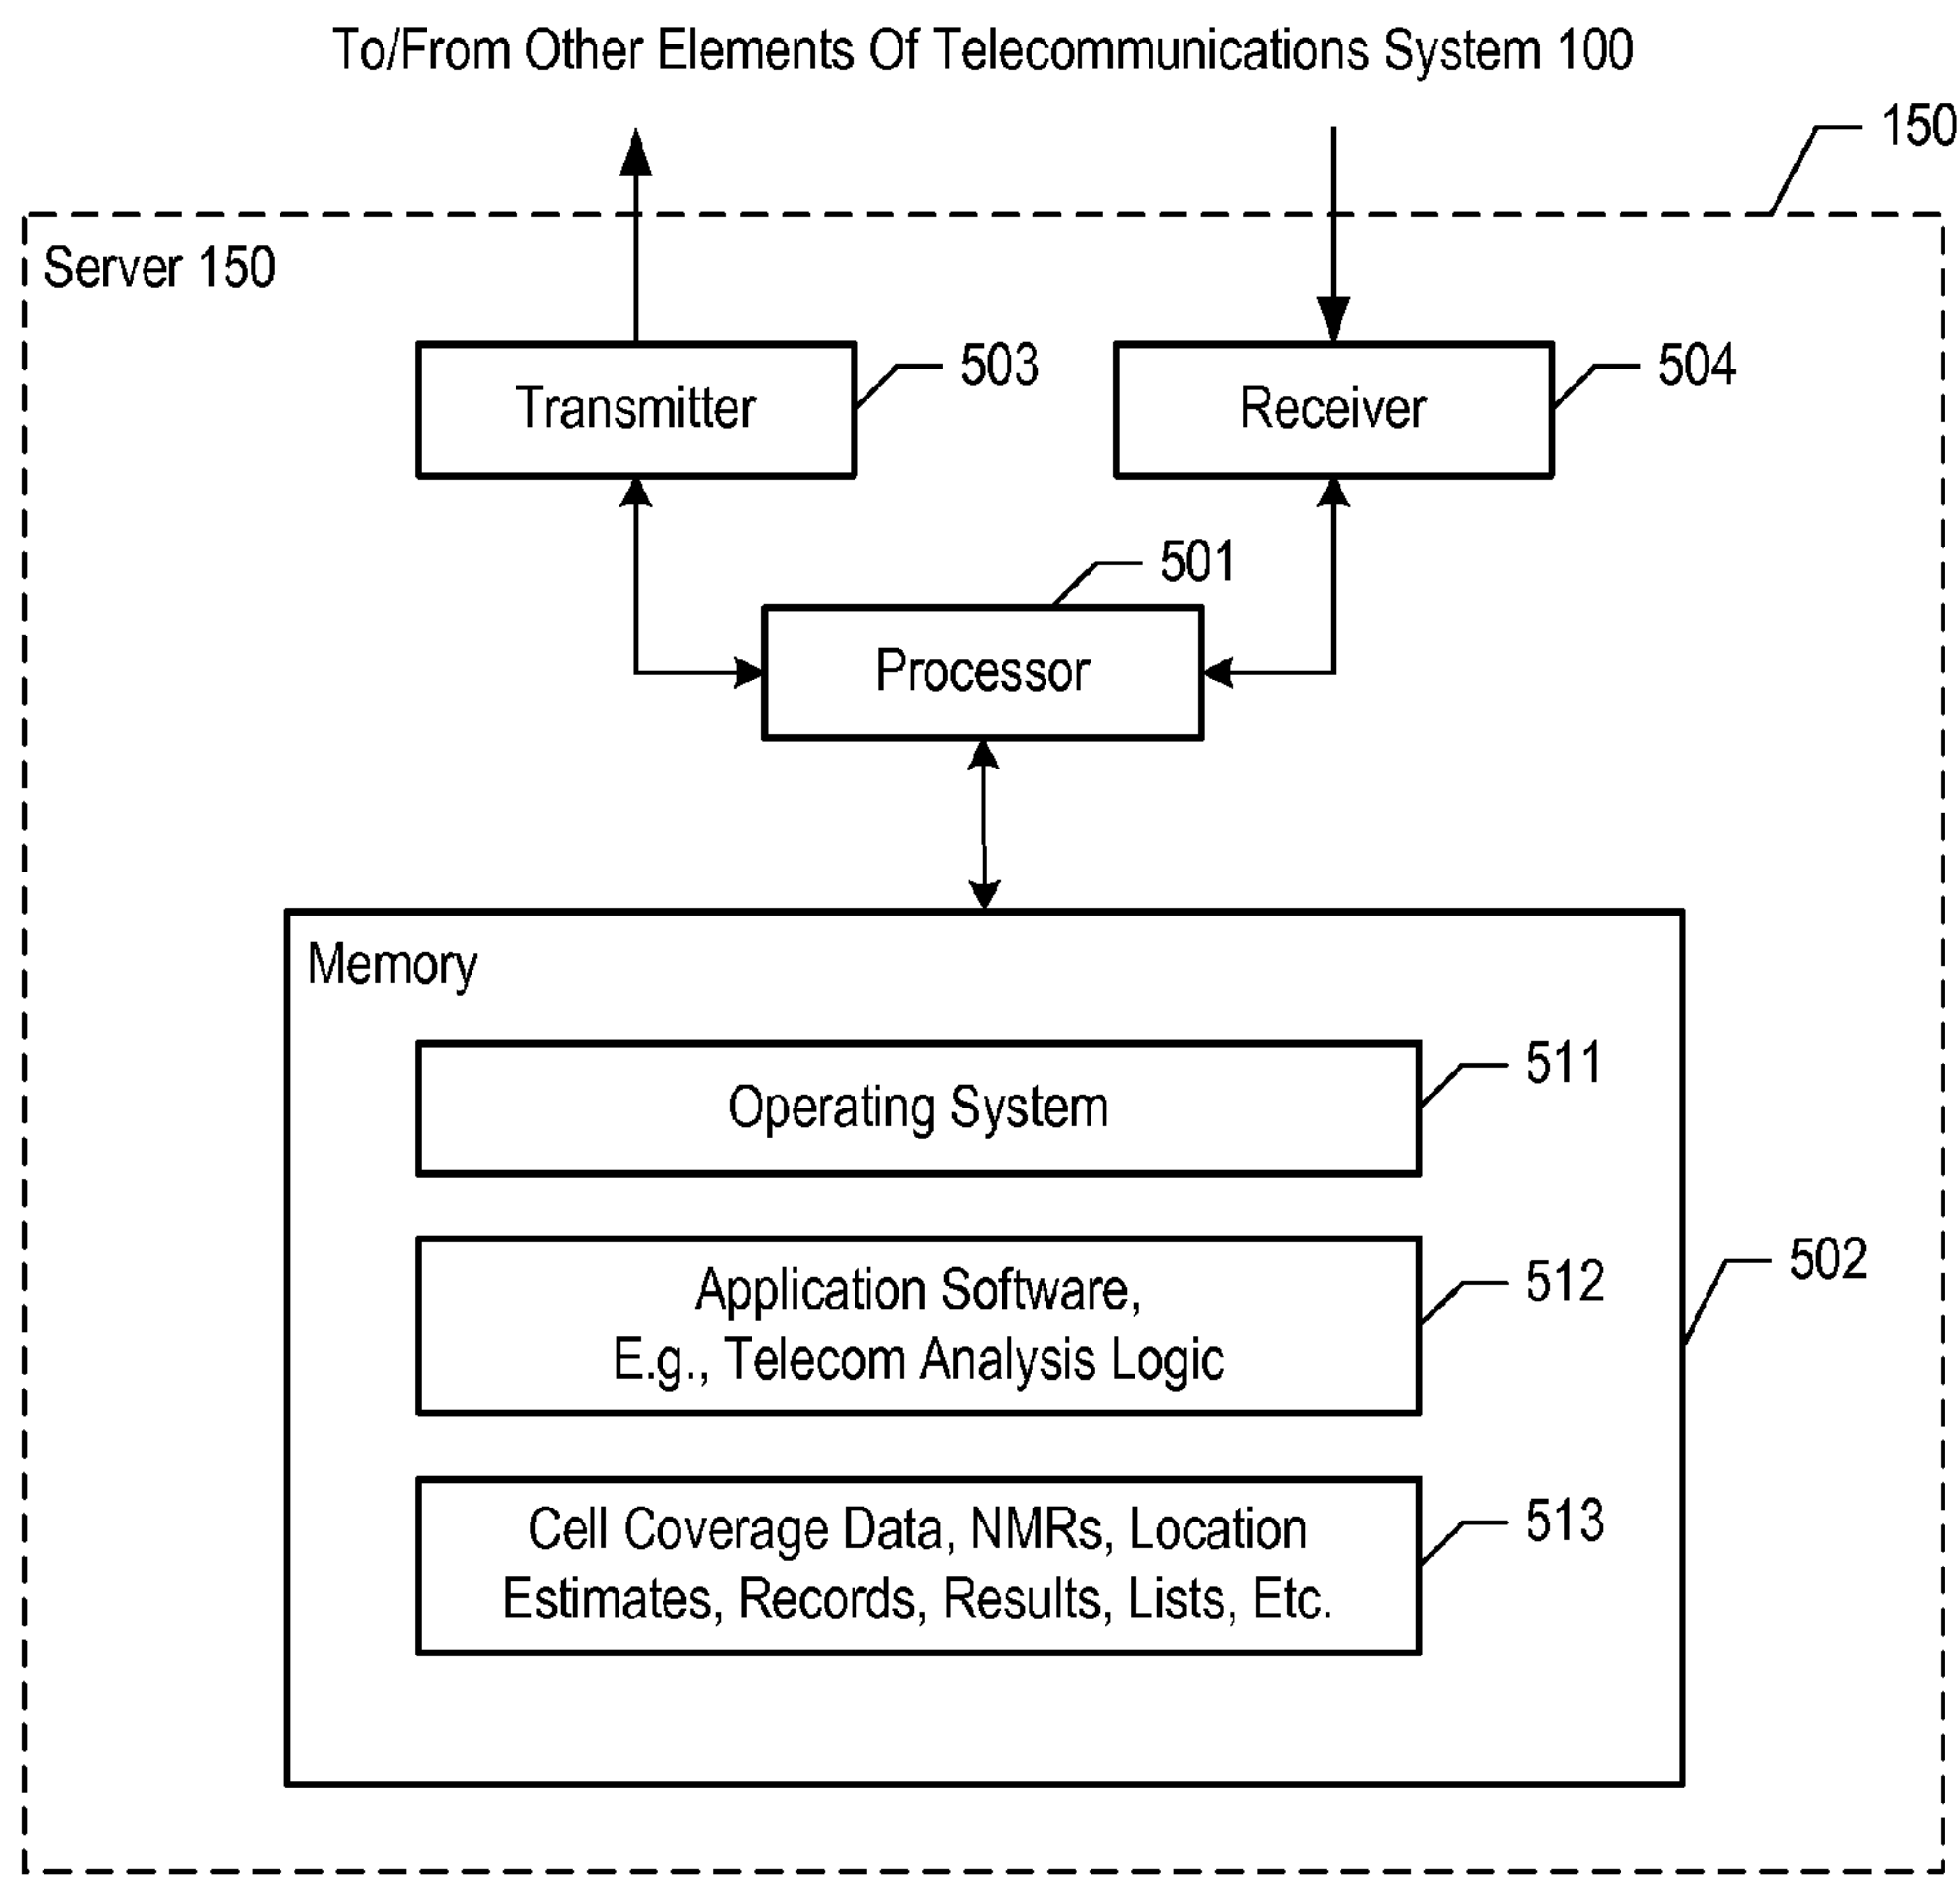 To/From Other Elements Of Telecommunications System 100
150
Server 150
Transmitter
503
Receiver
504
501
Processor
Memory
Operating System
511
Application Software,
E.g., Telecom Analysis Logic
512
502
Cell Coverage Data, NMRs, Location
Estimates, Records, Results, Lists, Etc.
513